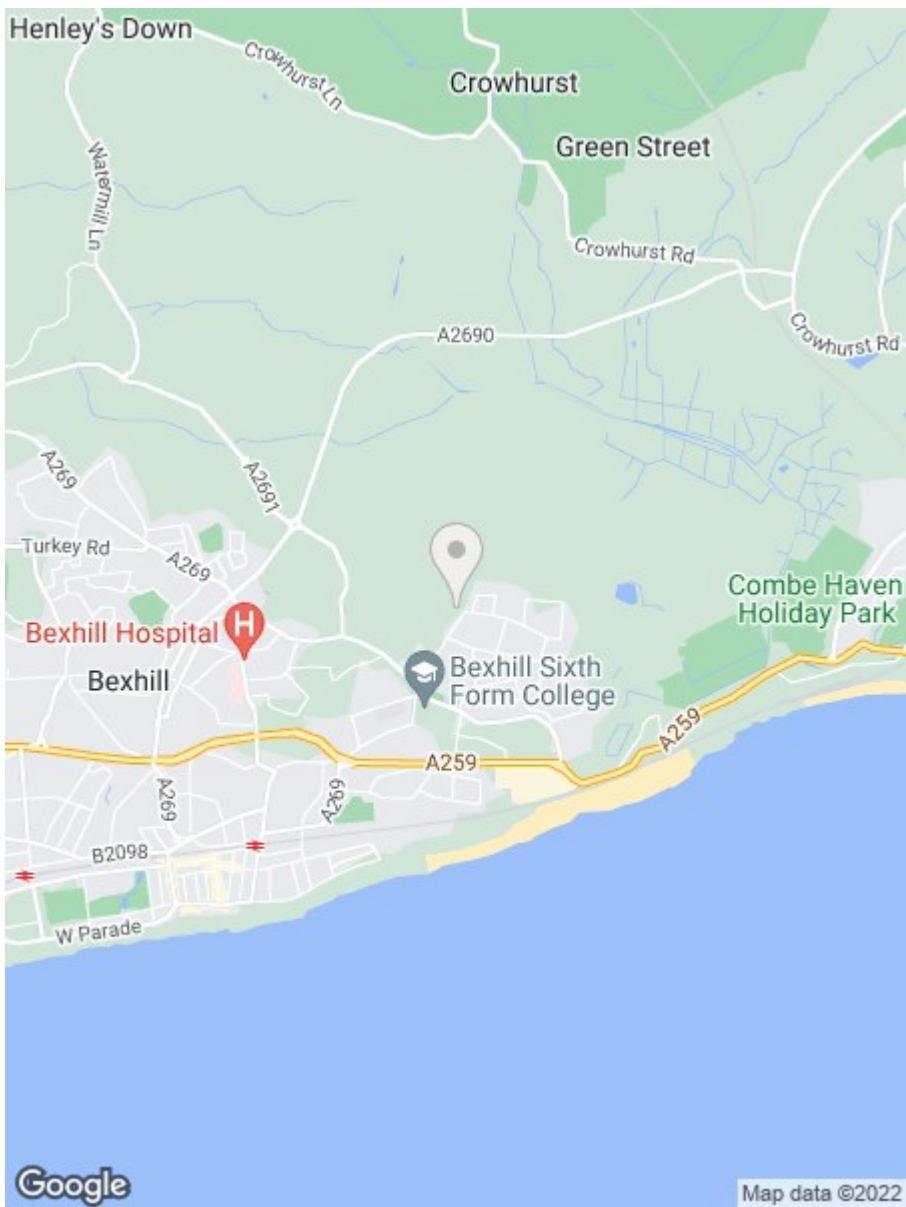 Henley's Down
Crowhurst Ln
Crowhurst
Green Street
Watermill Ln
Crowhurst Rd
A2690
Crowhurst Rd
A269
A2691
Turkey Rd
A269
Combe Haven
Holiday Park
H
Bexhill Hospital
Bexhill Sixth
Form College
Bexhill
A259
A259
A269
A269
B2098
W Parade
Google
Map data ©2022